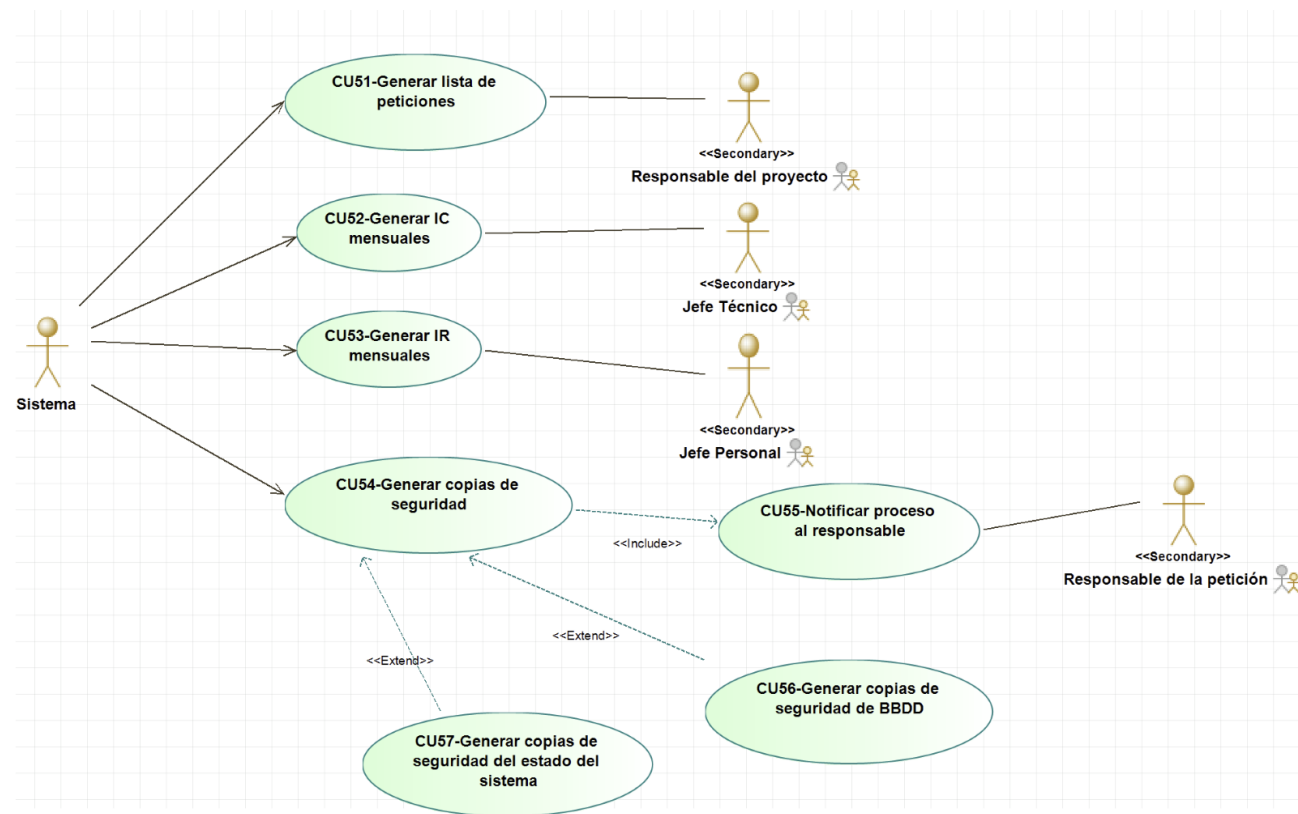 CU51-Generar lista de
peticiones
<<Secondary>>
Responsable del proyecto
CU52-Generar IC
mensuales
<<Secondary>>
Jefe Técnico
CU53-Generar IR
mensuales
<<Secondary>>
Jefe Personal
Sistema
CU54-Generar copias de
seguridad
<<Include>>
CU55-Notificar proceso
al responsable
<<Secondary>>
Responsable de la petición
<<Extend>>
<<Extend>>
CU56-Generar copias de
seguridad de BBDD
CU57-Generar copias de
seguridad del estado del
sistema